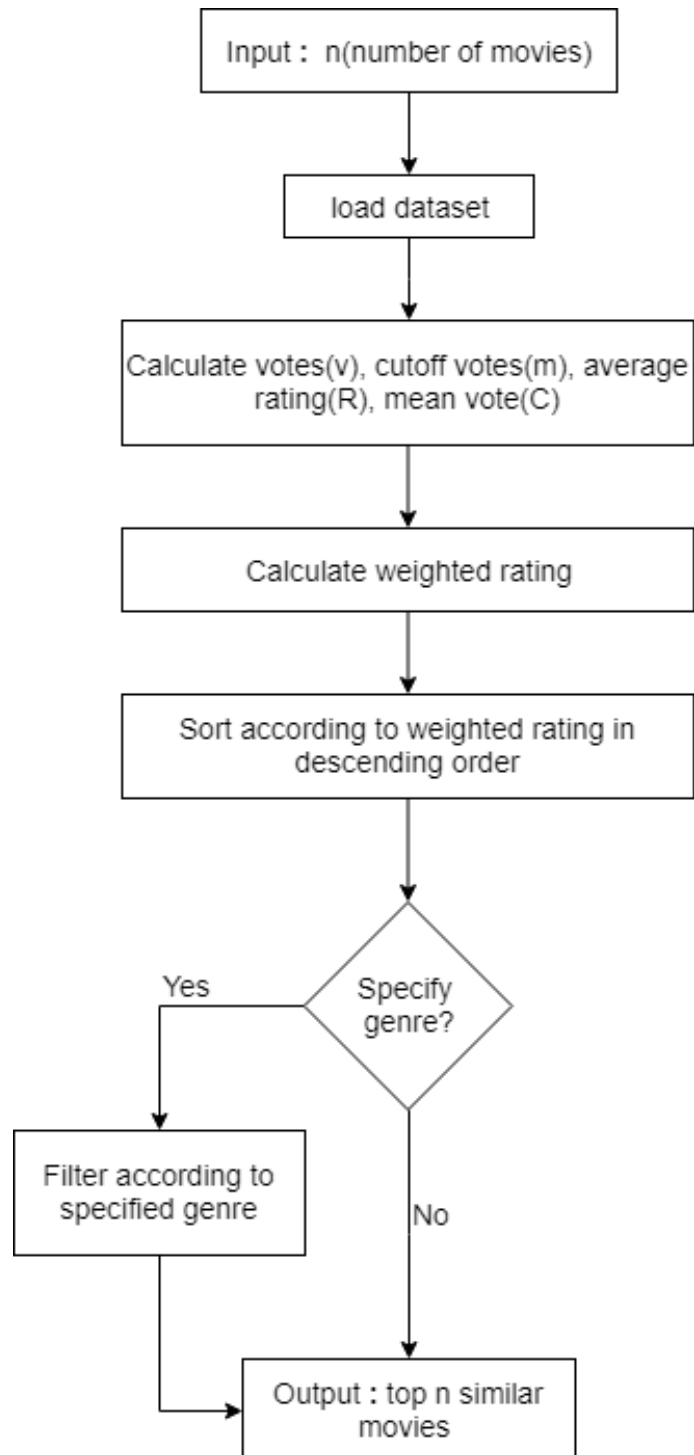 Input : n(number of movies)
load dataset
Calculate votes(v), cutoff votes(m), average
rating(R), mean vote(C)
Calculate weighted rating
Sort according to weighted rating in
descending order
Specify
genre?
Yes
Filter according to
specified genre
No
Output : top n similar
movies